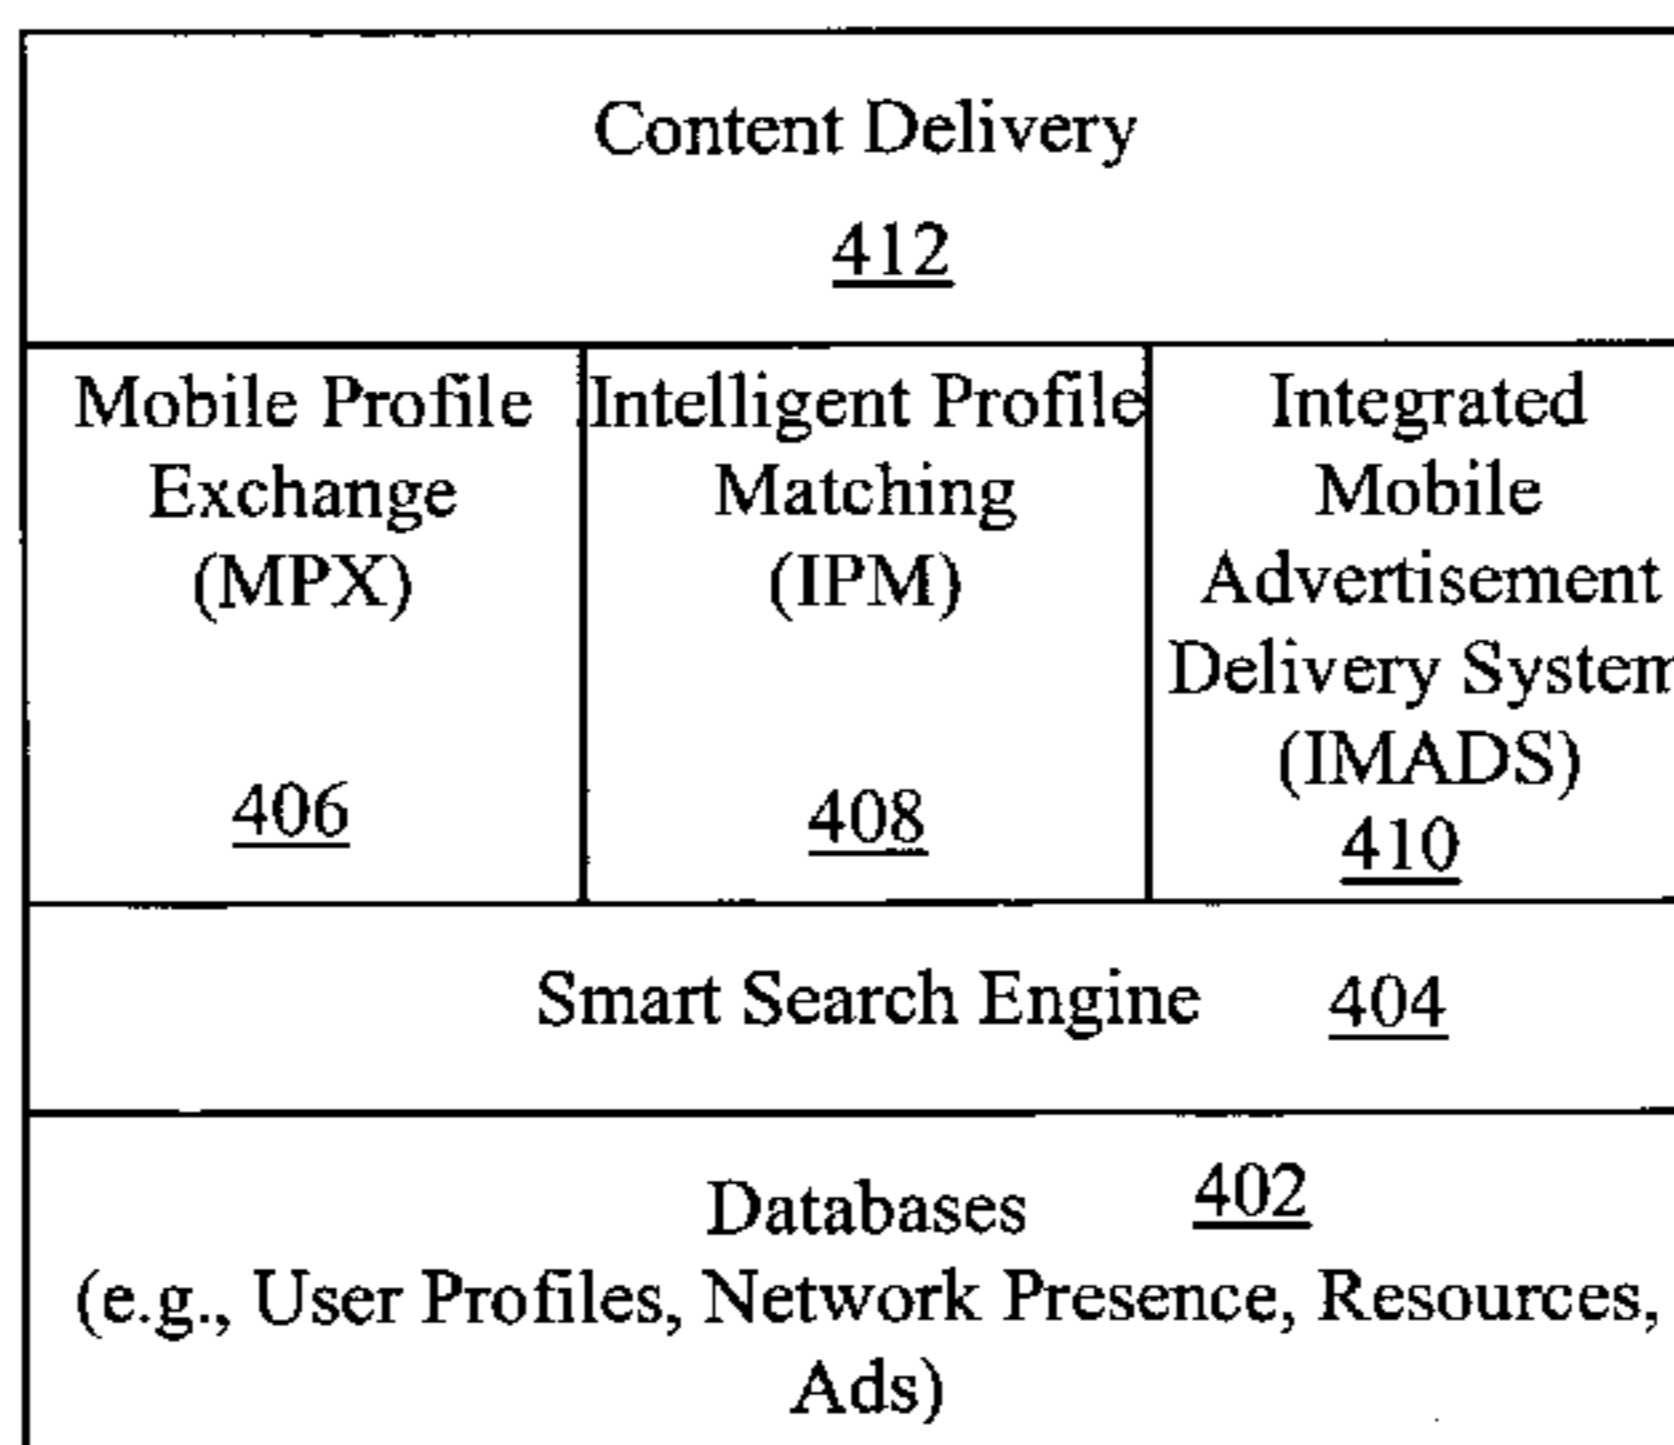 Content Delivery
412
Mobile Profile
Exchange
(MPX)
406
Intelligent Profile
Matching
(IPM)
408
Integrated
Mobile
Advertisement
Delivery System
(IMADS)
410
Smart Search Engine 404
Databases 402
(e.g., User Profiles, Network Presence, Resources,
Ads)